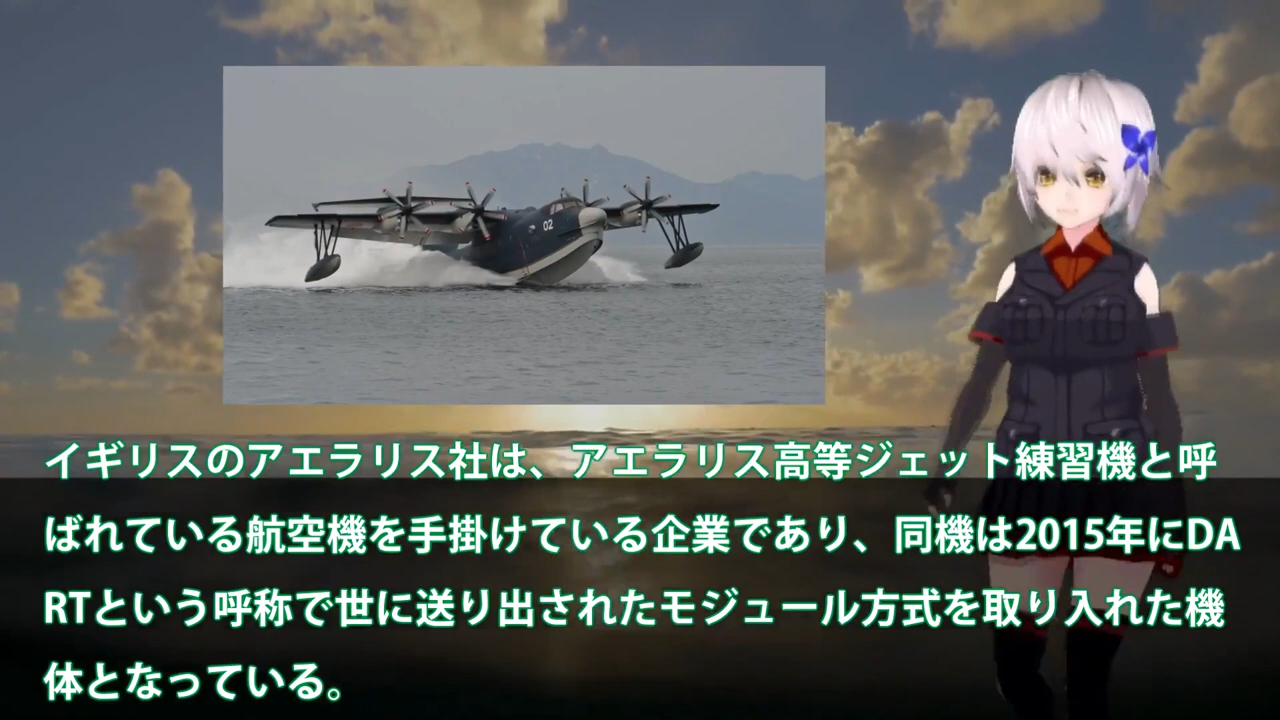 02
イギリスのアエラリス社は、アエラリス高等ジェット練習機と呼
ばれている航空機を手掛けている企業であり、同機は2015年にDA
RTという呼称で世に送り出されたモジュール方式を取り入れた機
体となっている。